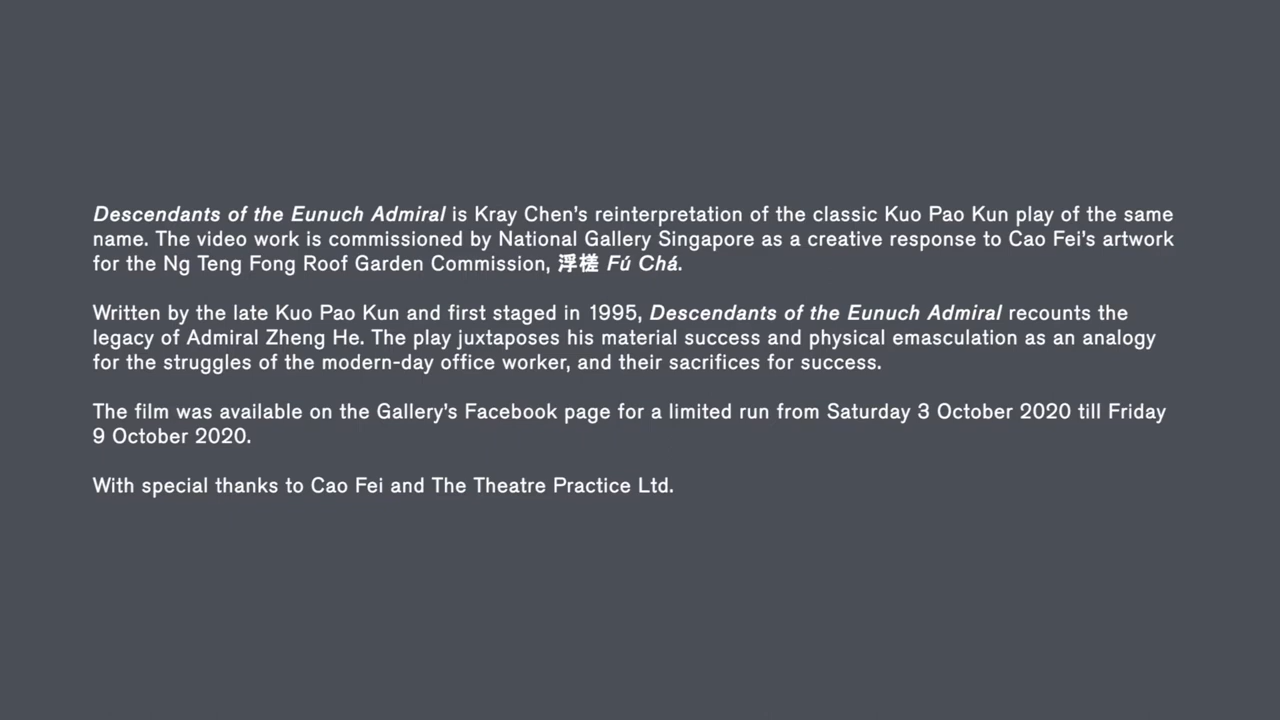 Descendants of the Eunuch Admiral is Kray Chen's reinterpretation of the classic Kuo Pao Kun play of the same
name. The video work is commissioned by National Gallery Singapore as a creative response to Cao Fei's artwork
for the Ng Teng Fong Roof Garden Commission, 浮槎 Fú Chá.
Written by the late Kuo Pao Kun and first staged in 1995, Descendants of the Eunuch Admiral recounts the
legacy of Admiral Zheng He. The play juxtaposes his material success and physical emasculation as an analogy
for the struggles of the modern-day office worker, and their sacrifices for success.
The film was available on the Gallery's Facebook page for a limited run from Saturday 3 October 2020 till Friday
9 October 2020.
With special thanks to Cao Fei and The Theatre Practice Ltd.